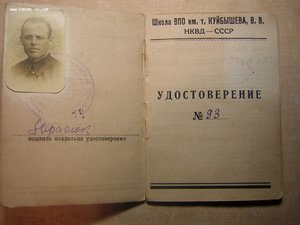 подпись владельца удостоверения
Школа ВПО им. т. КУЙБЫШЕВА, В. В.
НКВД—СССР
УДОСТОВЕРЕНИЕ
№ 93